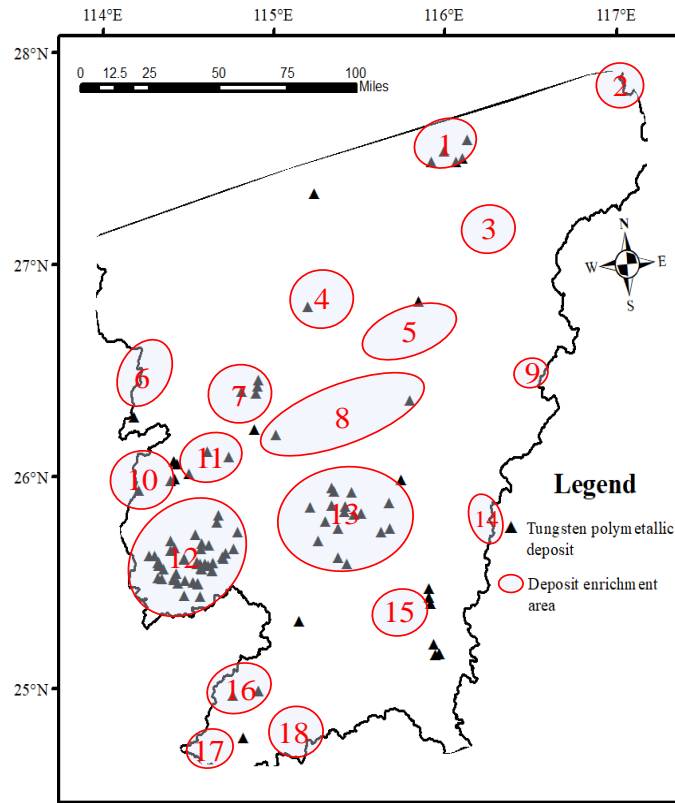 114°E 115°E 116°E 117°E
28°N
0 12.5 25 50 75 100
Miles
2
1
3
27°N
N
W E
S
4
5
6
9
7
8
11
26°N
10
Legend
13
14
Tungsten polymetallic
deposit
12
Deposit enrichment
area
15
25°N
16
18
17